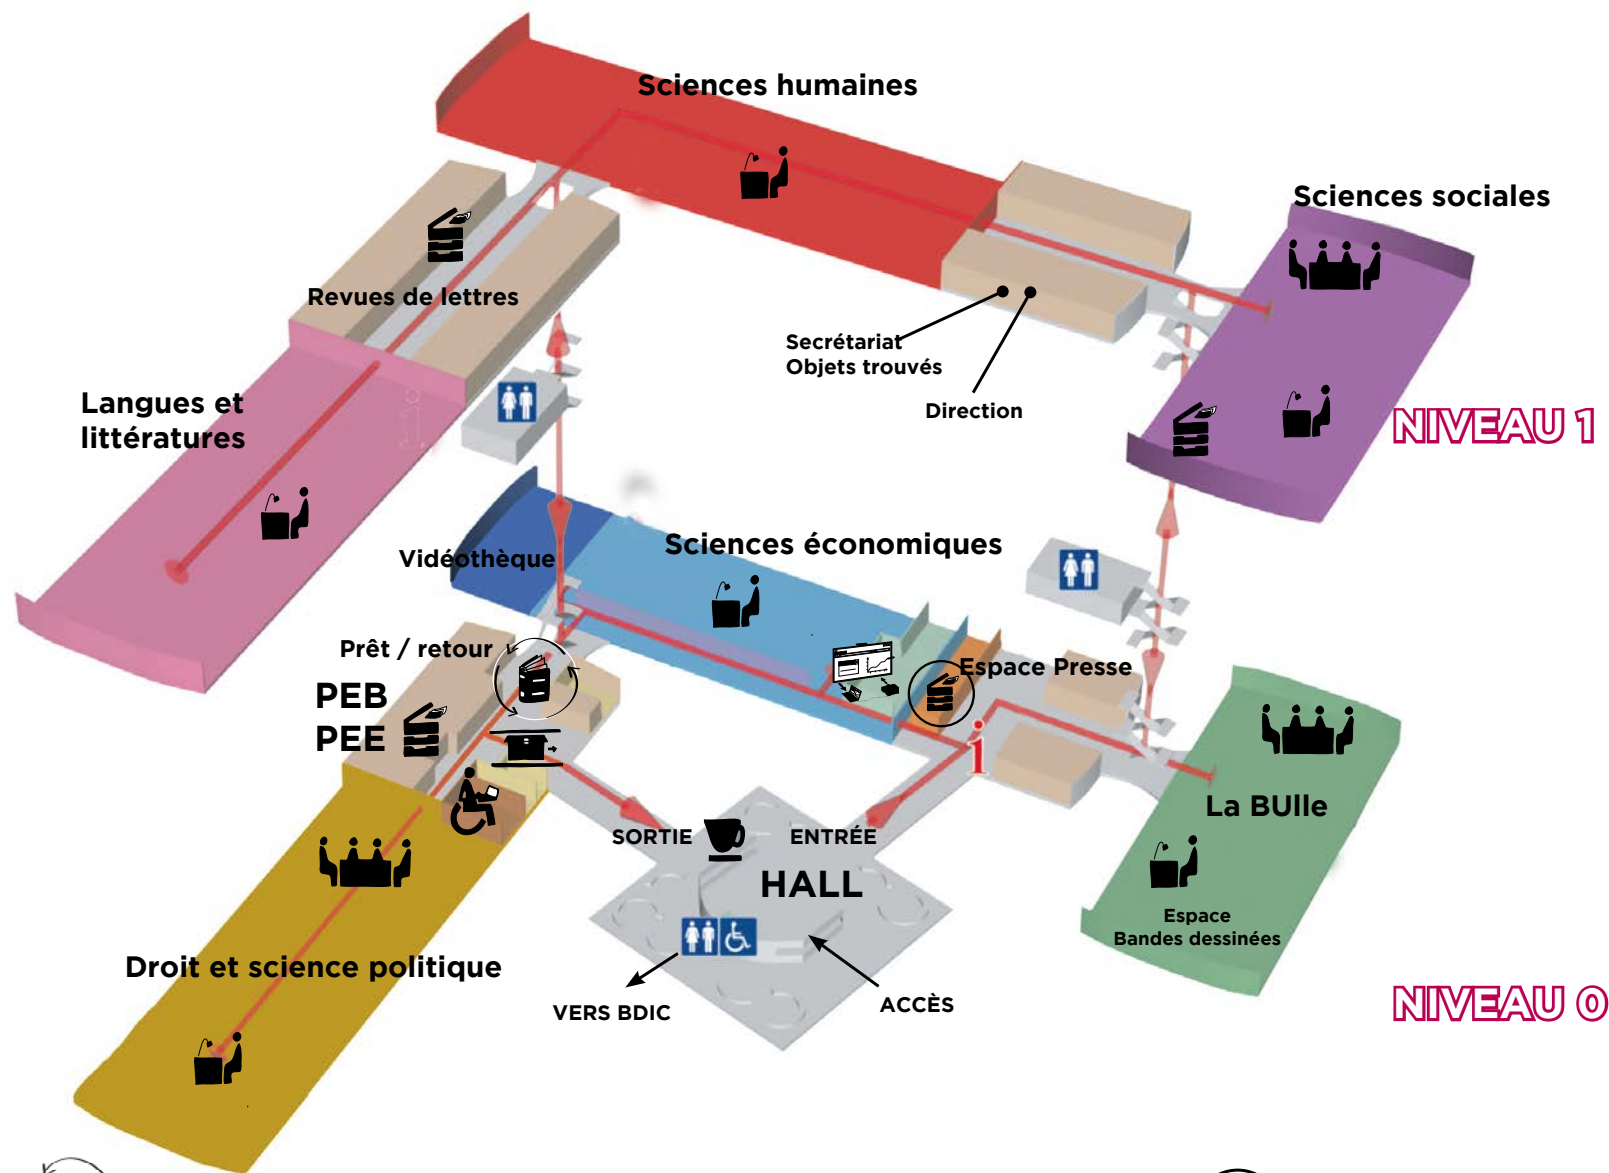 Sciences humaines
Sciences sociales
Revues de lettres
Secrétariat
Objets trouvés
Direction
Langues et
littératures
NIVEAU 1
Sciences économiques
Vidéothèque
Prêt / retour
Espace Presse
PEB
PEE
i
La BUlle
SORTIE
ENTRÉE
HALL
Espace
Bandes dessinées
Droit et science politique
VERS BDIC
ACCÈS
NIVEAU 0